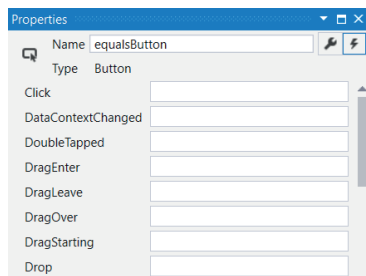 Properties
Name equalsButton
Type Button
Click
DataContextChanged
DoubleTapped
DragEnter
DragLeave
DragOver
DragStarting
Drop